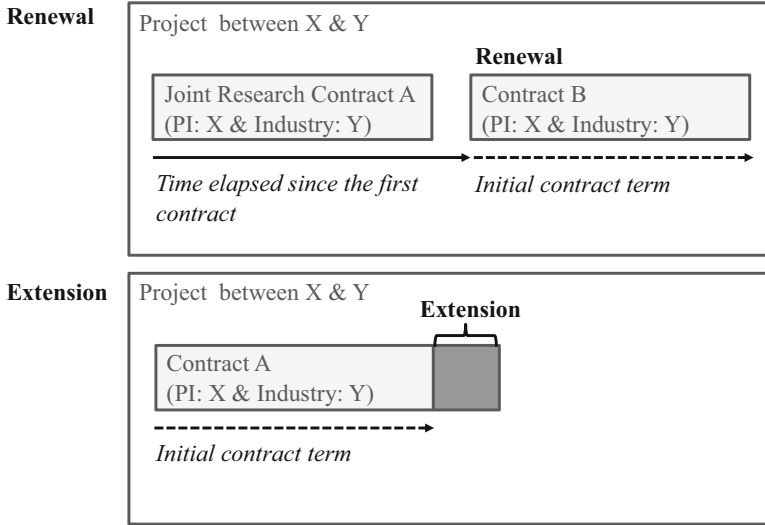 Renewal
Project between X & Y
Renewal
Joint Research Contract A
(PI: X & Industry: Y)
Contract B
(PI: X & Industry: Y)
Time elapsed since the first
contract
Initial contract term
Extension
Project between X & Y
Extension
Contract A
(PI: X & Industry: Y)
Initial contract term